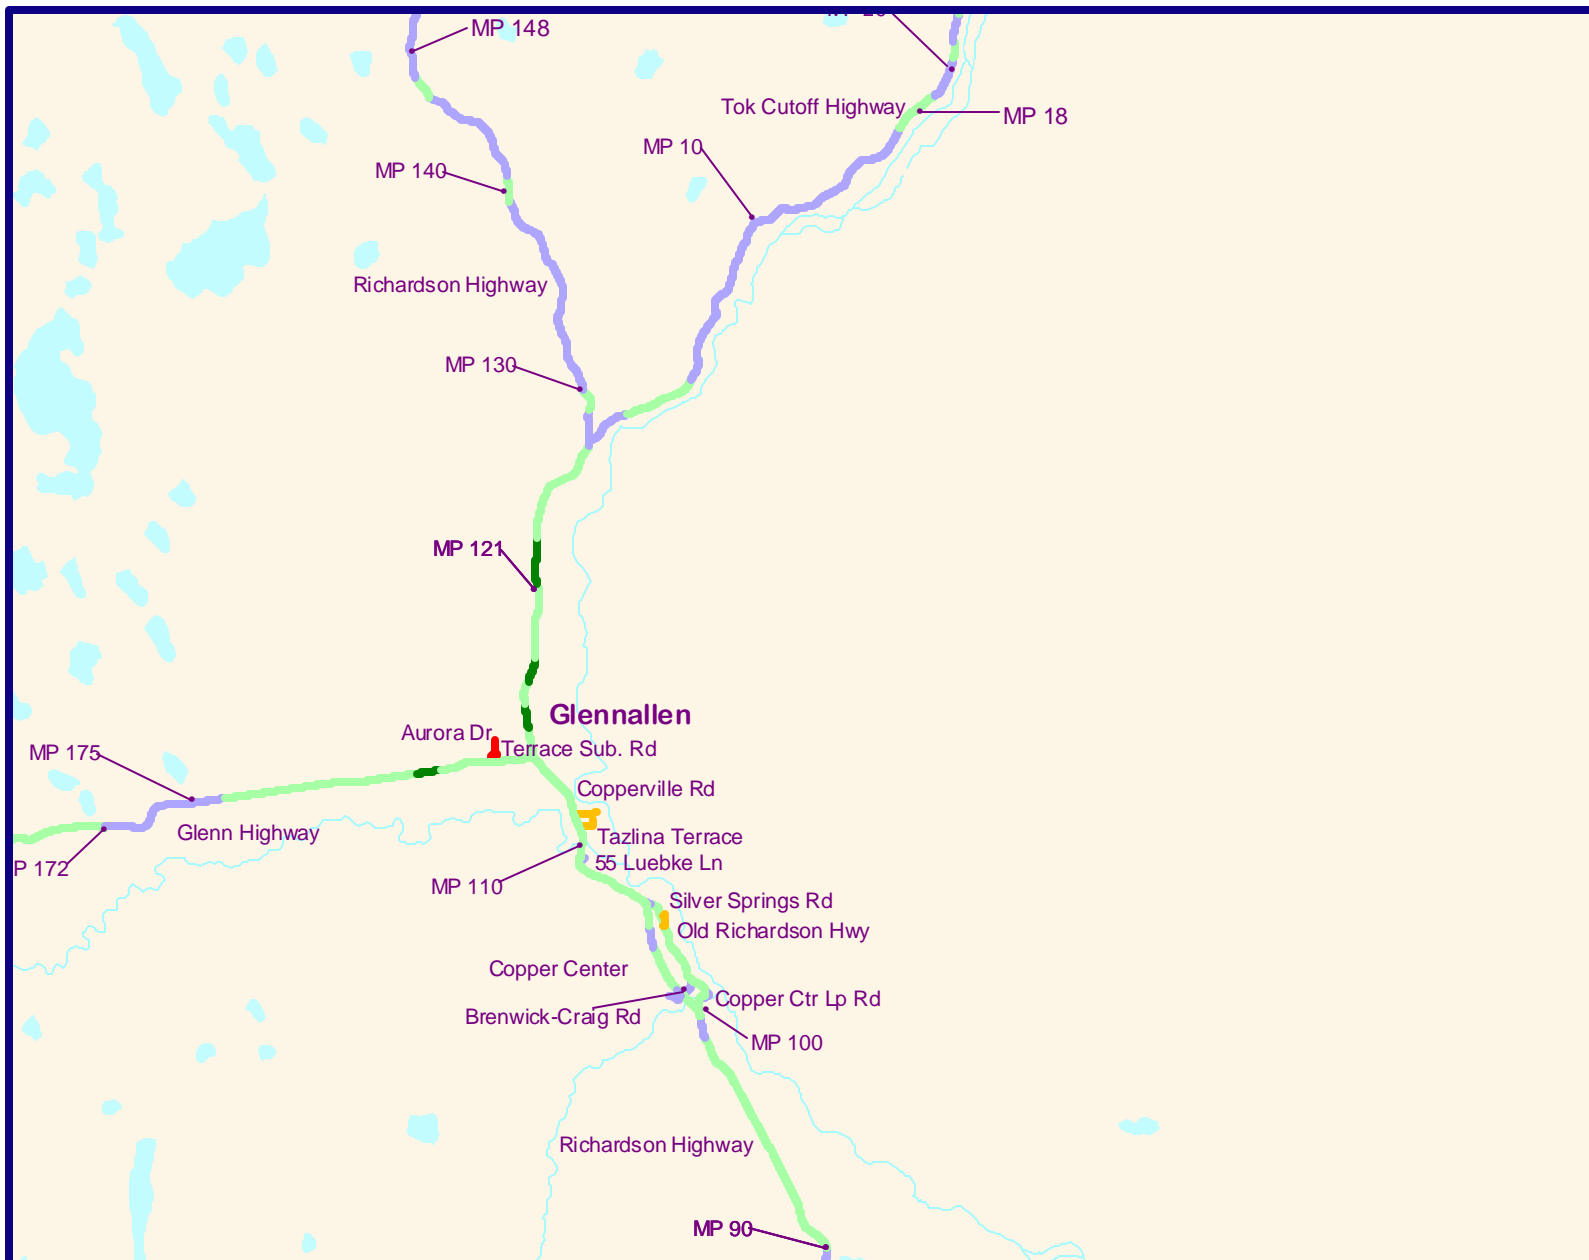 MP 148
Tok Cutoff Highway
MP 18
MP 10
MP 140
Richardson Highway
MP 130
MP 121
Glennallen
Aurora Dr
Terrace Sub. Rd
MP 175
Copperville Rd
Glenn Highway
Tazlina Terrace
55 Luebke Ln
P 172
MP 110
Silver Springs Rd
Old Richardson Hwy
Copper Center
Copper Ctr Lp Rd
Brenwick-Craig Rd
MP 100
Richardson Highway
MP 90